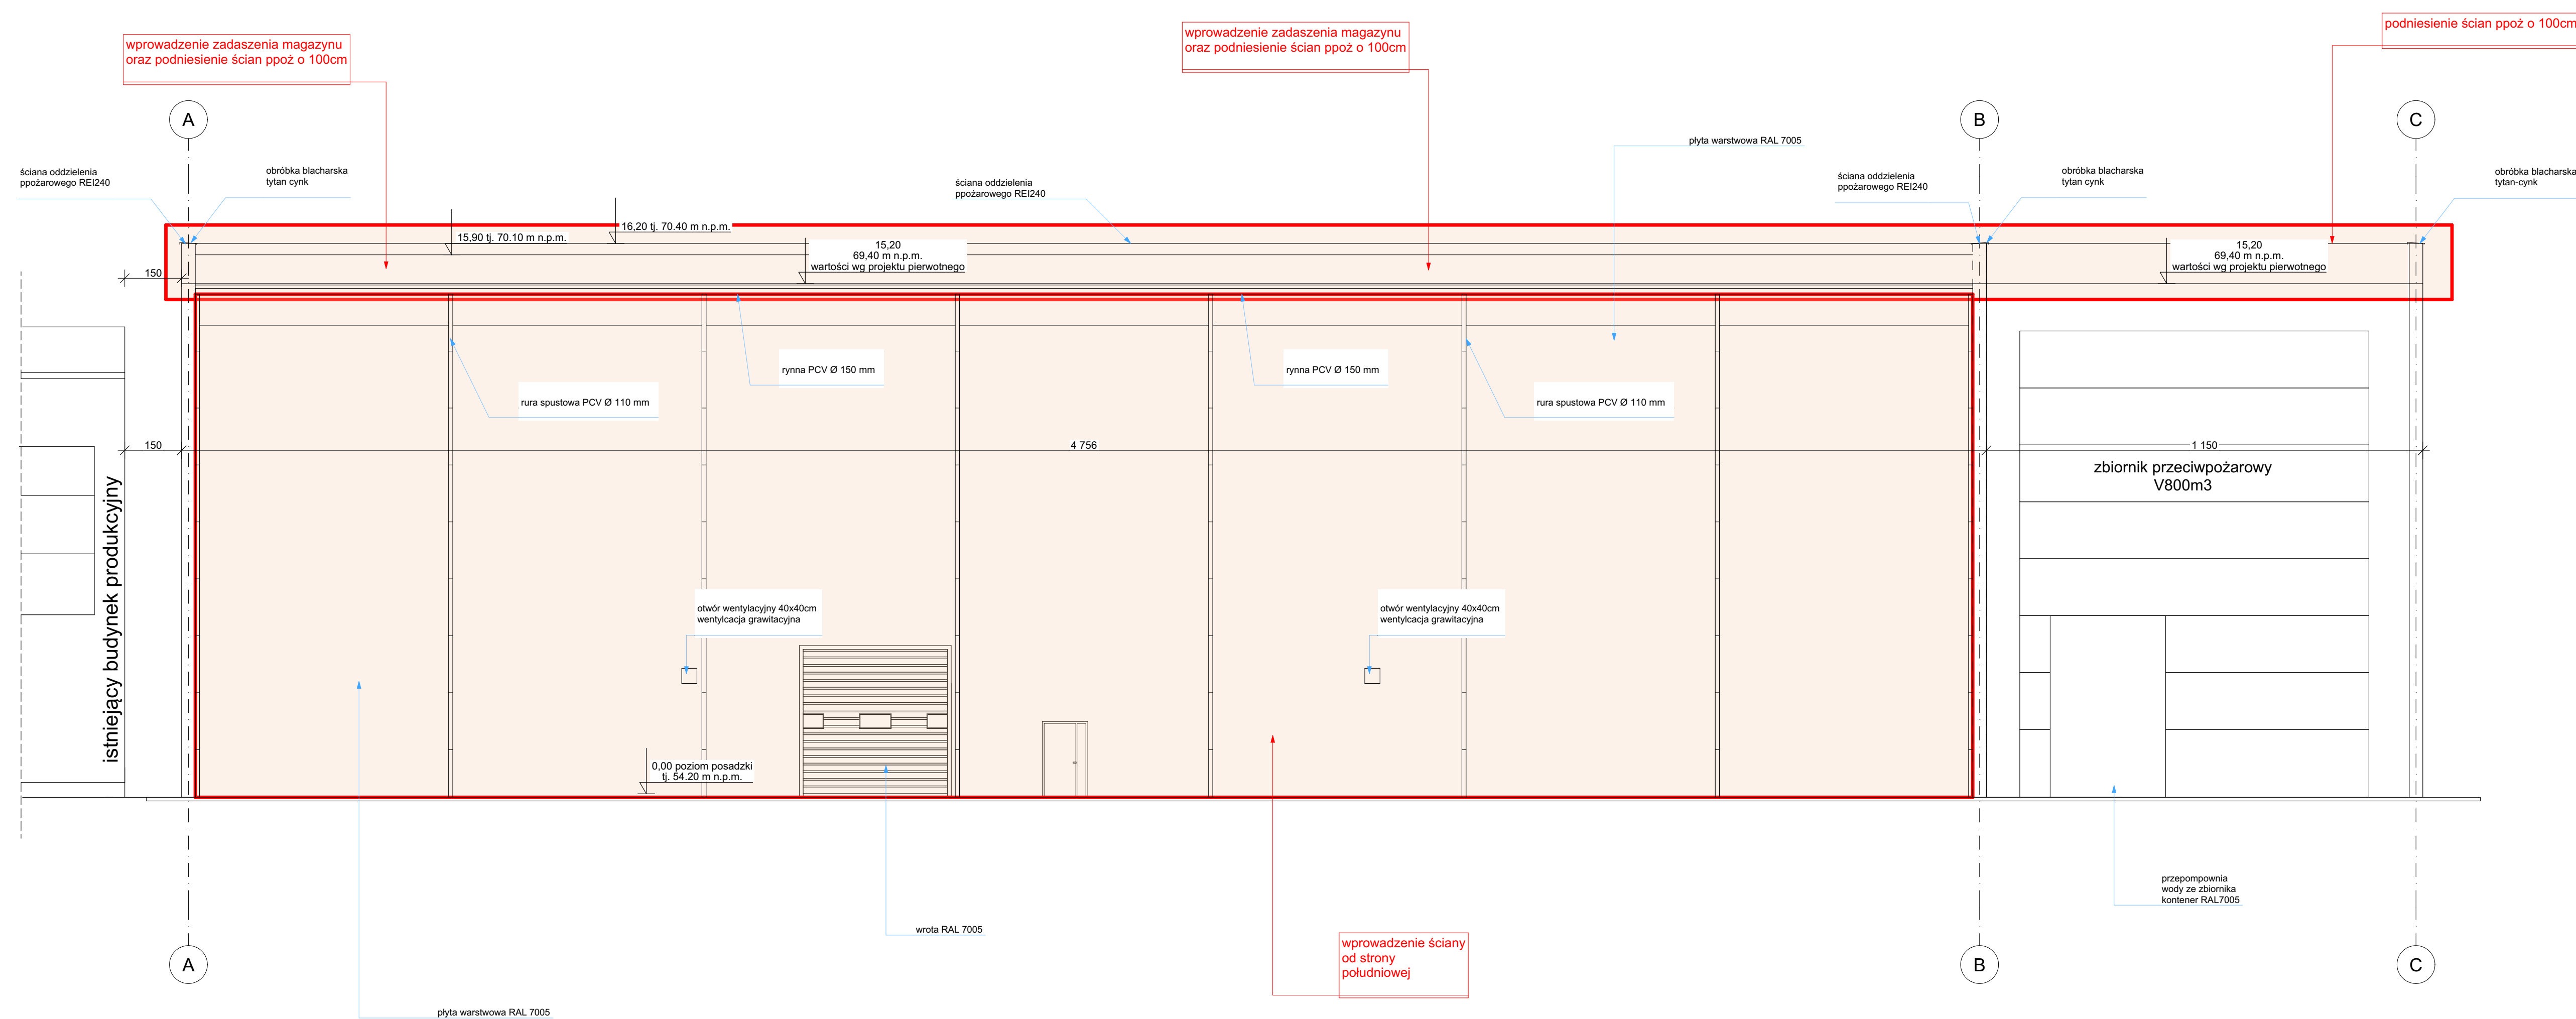 wprowadzenie zadaszenia magazynu
oraz podniesienie ścian ppoż o 100cm
wprowadzenie zadaszenia magazynu
oraz podniesienie ścian ppoż o 100cm
podniesienie ścian ppoż o 100cm
A
B
C
płyta warstwowa RAL 7005
ściana oddzielenia
ppożarowego REI240
obróbka blacharska
tytan cynk
ściana oddzielenia
ppożarowego REI240
ściana oddzielenia
ppożarowego REI240
obróbka blacharska
tytan cynk
obróbka blacharska
tytan-cynk
15,90 tj. 70.10 m n.p.m.
16,20 tj. 70.40 m n.p.m.
15,20
69,40 m n.p.m.
wartości wg projektu pierwotnego
15,20
69,40 m n.p.m.
wartości wg projektu pierwotnego
150
rynna PCV Ø 150 mm
rynna PCV Ø 150 mm
rura spustowa PCV Ø 110 mm
rura spustowa PCV Ø 110 mm
150
4 756
1 150
zbiornik przeciwpożarowy
V800m3
istniejący budynek produkcyjny
otwór wentylacyjny 40x40cm
wentylcacja grawitacyjna
otwór wentylacyjny 40x40cm
wentylcacja grawitacyjna
0,00 poziom posadzki
tj. 54.20 m n.p.m.
przepompownia
wody ze zbiornika
kontener RAL7005
wrota RAL 7005
wprowadzenie ściany
od strony
południowej
A
B
C
płyta warstwowa RAL 7005